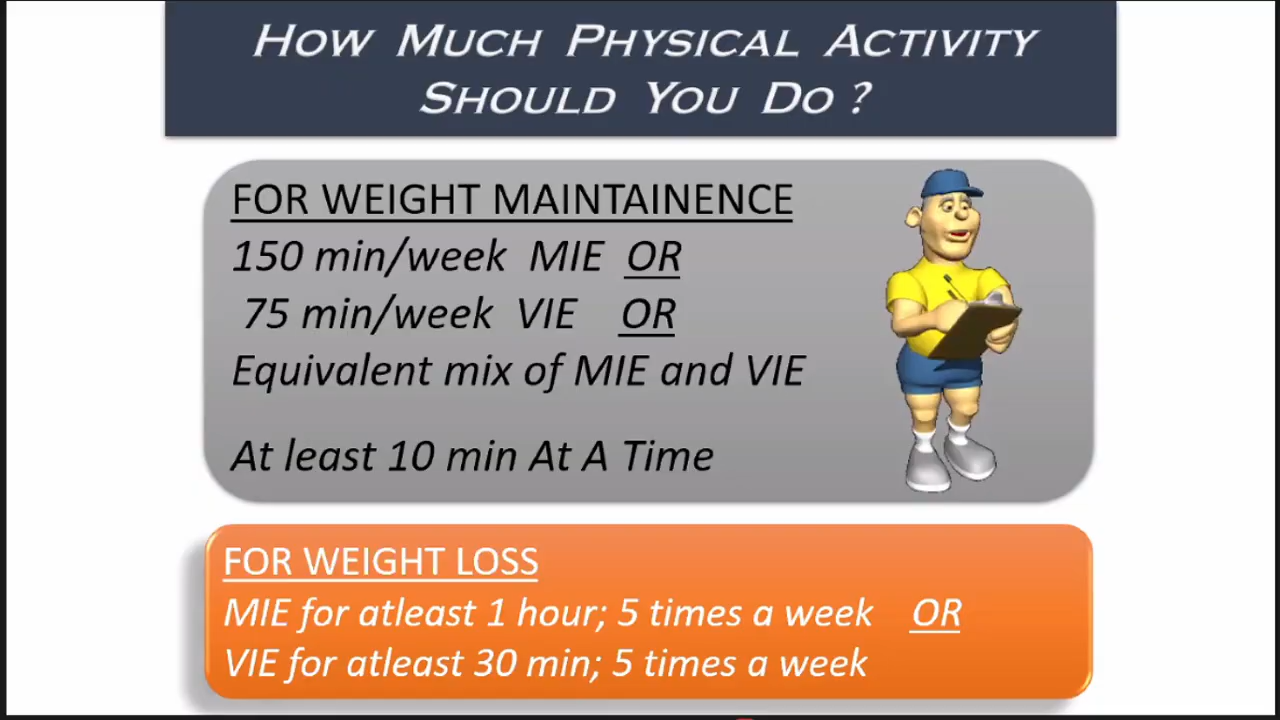 HOW MUCH PHYSICAL ACTIVITY
SHOULD YOU DO ?
FOR WEIGHT MAINTAINENCE
150 min/week MIE OR
75 min/week VIE OR
Equivalent mix of MIE and VIE
At least 10 min At A Time
FOR WEIGHT LOSS
MIE for atleast 1 hour; 5 times a week OR
VIE for atleast 30 min; 5 times a week